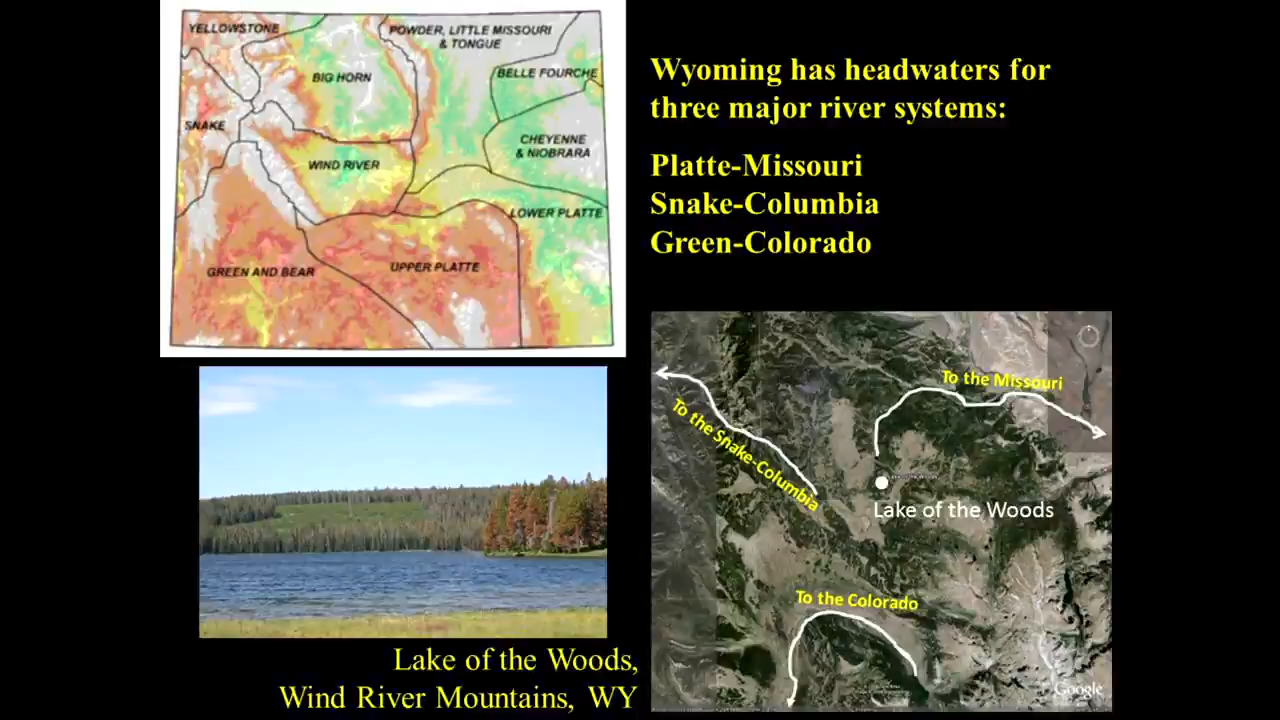 YELLOWSTONE
POWDER, LITTLE MISSOURI
& TONGUE
BIG HORN
BELLE FOURCHE
SNAKE
CHEYENNE
& NIOBRARA
WIND RIVER
LOWER PLATTE
GREEN AND BEAR
UPPER PLATTE
Wyoming has headwaters for
three major river systems:
Platte-Missouri
Snake-Columbia
Green-Colorado
To the Missouri
To the Snake-Columbia
Lake of the Woods
To the Colorado
Google
Lake of the Woods,
Wind River Mountains, WY